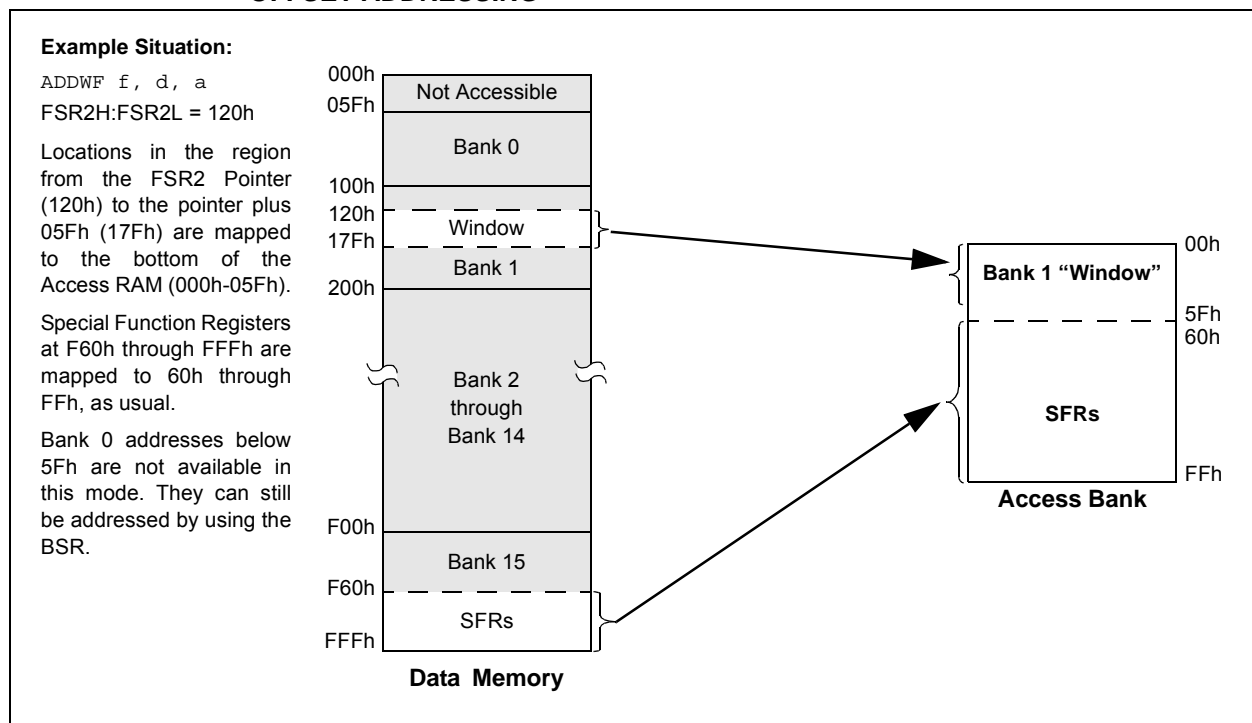 OFFSET ADDRESSING
Example Situation:
ADDWF f, d, a
FSR2H:FSR2L = 120h
Locations in the region
from the FSR2 Pointer
(120h) to the pointer plus
05Fh (17Fh) are mapped
to the bottom of the
Access RAM (000h-05Fh).
Special Function Registers
at F60h through FFFh are
mapped to 60h through
FFh, as usual.
Bank 0 addresses below
5Fh are not available in
this mode. They can still
be addressed by using the
BSR.
000h
Not Accessible
05Fh
Bank 0
100h
120h
Window
17Fh
Bank 1
200h
Bank 2
through
Bank 14
F00h
Bank 15
F60h
SFRs
FFFh
Data Memory
00h
Bank 1 “Window”
5Fh
60h
SFRs
FFh
Access Bank